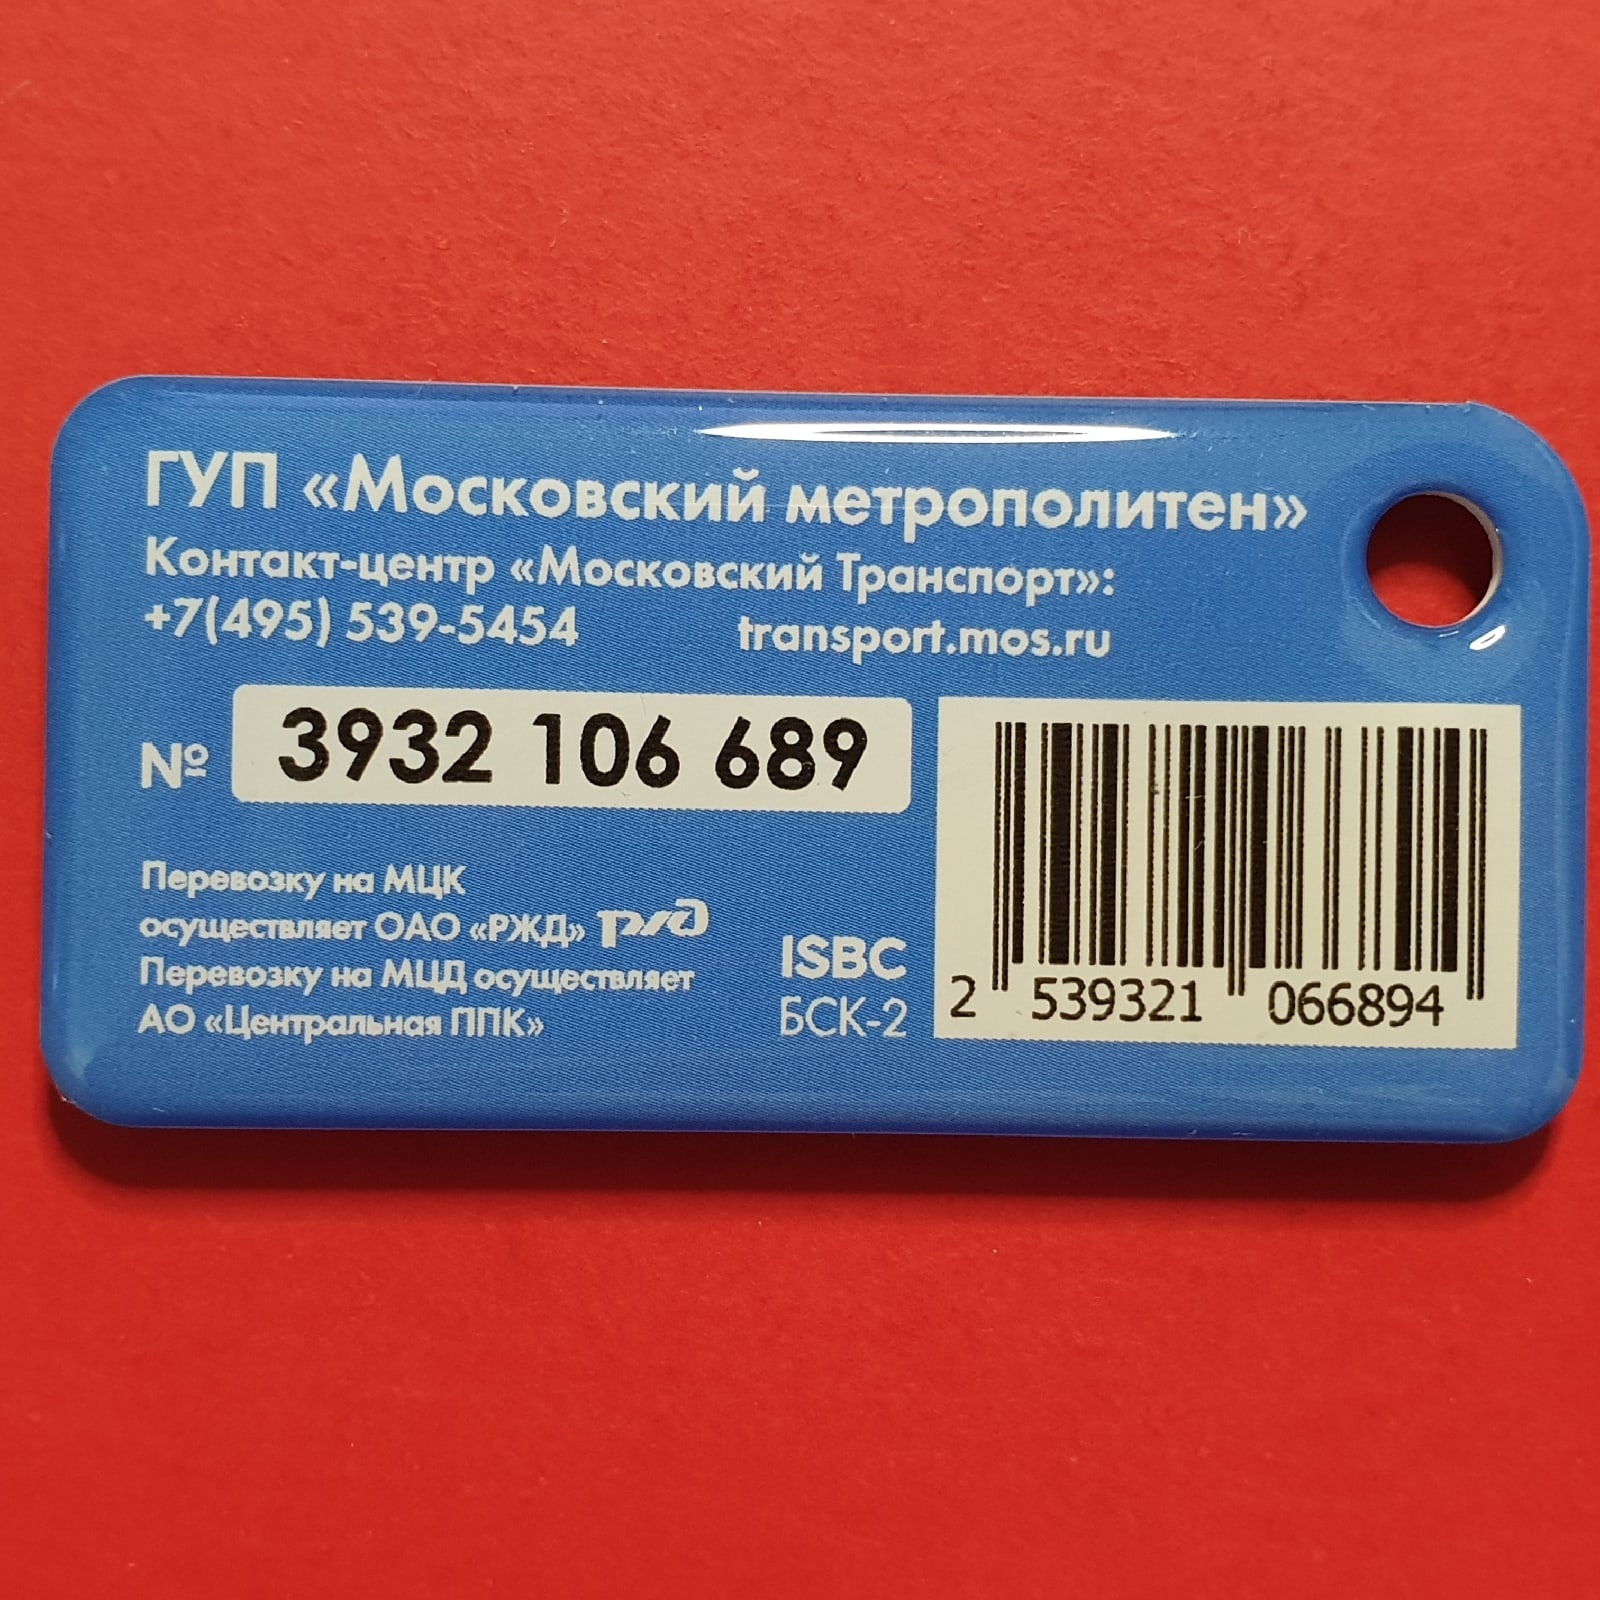 ГУП «Московский метрополитен»
Контакт-центр «Московский Транспорт»:
+7(495) 539-5454 transport.mos.ru
№ 3932 106 689
Перевозку на МЦК
осуществляет ОАО «РЖД» РЖД
Перевозку на МЦД осуществляет
АО «Центральная ППК»
ISBC
БСК-2
2 539321 066894